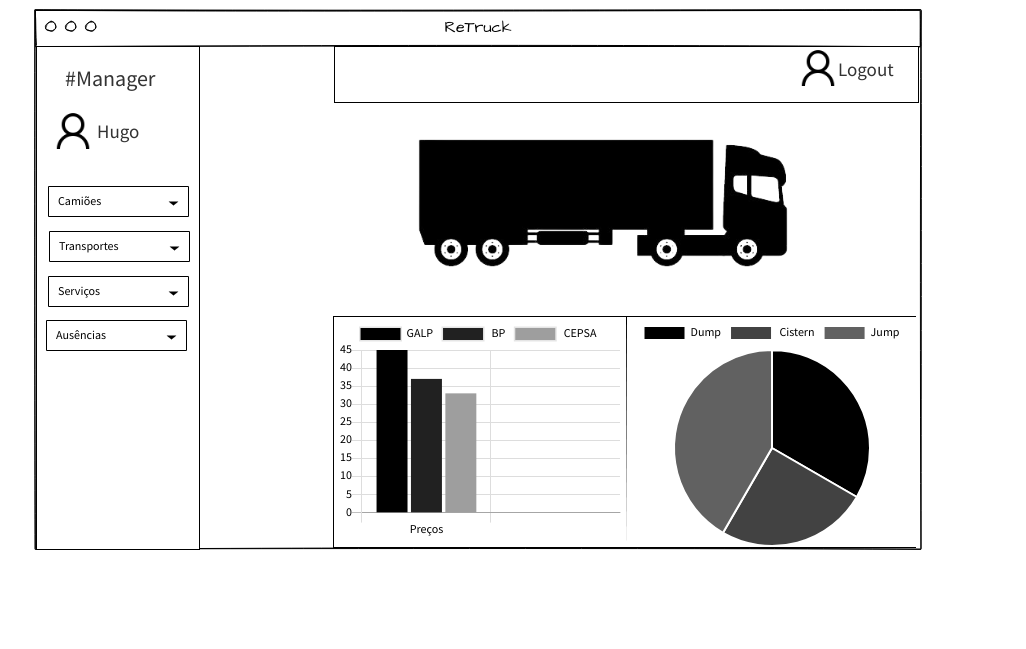 ReTruck
#Manager
Hugo
Camiões
Transportes
Serviços
Ausências
Logout
GALP BP CEPSA
45
40
35
30
25
20
15
10
5
0
Preços
Dump Cistern Jump